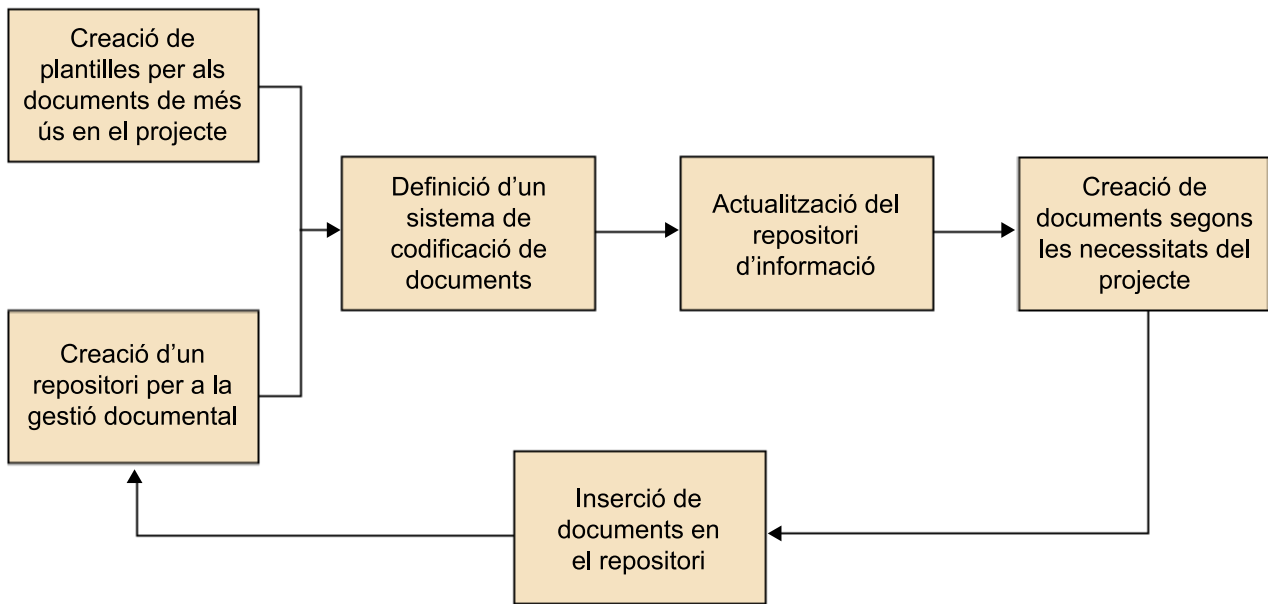 Creació de
plantilles per als
documents de més
ús en el projecte
Definició d’un
sistema de
codificació de
documents
Actualització del
repositori
d’informació
Creació de
documents segons
les necessitats del
projecte
Creació d’un
repositori per a la
gestió documental
Inserció de
documents en
el repositori